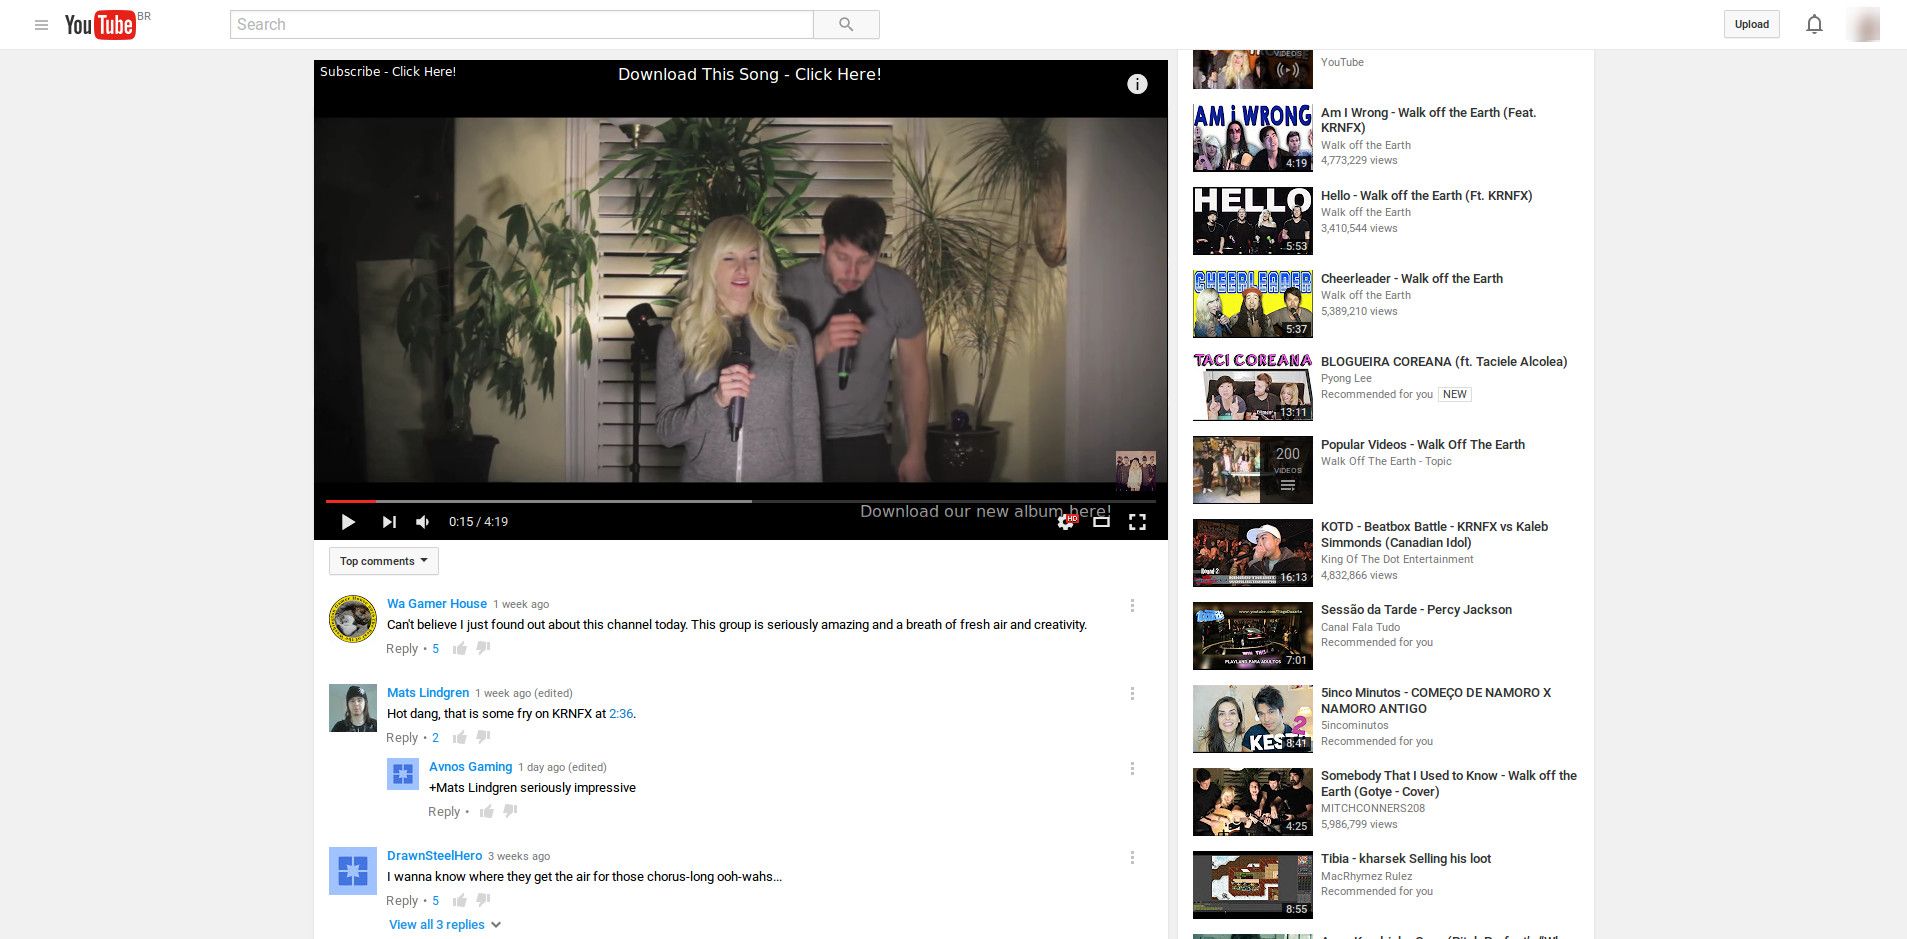 YouTube BR
Search
Upload
Subscribe - Click Here!
Download This Song - Click Here!
Download our new album here!
0:15 / 4:19
HD
Top comments
Wa Gamer House 1 week ago
Can't believe I just found out about this channel today. This group is seriously amazing and a breath of fresh air and creativity.
Reply • 5
Mats Lindgren 1 week ago (edited)
Hot dang, that is some fry on KRNFX at 2:36.
Reply • 2
Avnos Gaming 1 day ago (edited)
+Mats Lindgren seriously impressive
Reply •
DrawnSteelHero 3 weeks ago
I wanna know where they get the air for those chorus-long ooh-wahs...
Reply • 5
View all 3 replies
VIDEOS
YouTube
AM i WRONG
4:19
Am I Wrong - Walk off the Earth (Feat.
KRNFX)
Walk off the Earth
4,773,229 views
HELLO
5:53
Hello - Walk off the Earth (Ft. KRNFX)
Walk off the Earth
3,410,544 views
CHEERLEADER
5:37
Cheerleader - Walk off the Earth
Walk off the Earth
5,389,210 views
TACI COREANA
13:11
BLOGUEIRA COREANA (ft. Taciele Alcolea)
Pyong Lee
Recommended for you NEW
200
VIDEOS
Popular Videos - Walk Off The Earth
Walk Off The Earth - Topic
Round 2
16:13
KOTD - Beatbox Battle - KRNFX vs Kaleb
Simmonds (Canadian Idol)
King Of The Dot Entertainment
4,832,866 views
PLAYLAND PARA ADULTOS
7:01
Sessão da Tarde - Percy Jackson
Canal Fala Tudo
Recommended for you
2
8:41
5inco Minutos - COMEÇO DE NAMORO X
NAMORO ANTIGO
5incominutos
Recommended for you
4:25
Somebody That I Used to Know - Walk off the
Earth (Gotye - Cover)
MITCHCONNERS208
5,986,799 views
8:55
Tibia - kharsek Selling his loot
MacRhymez Rulez
Recommended for you